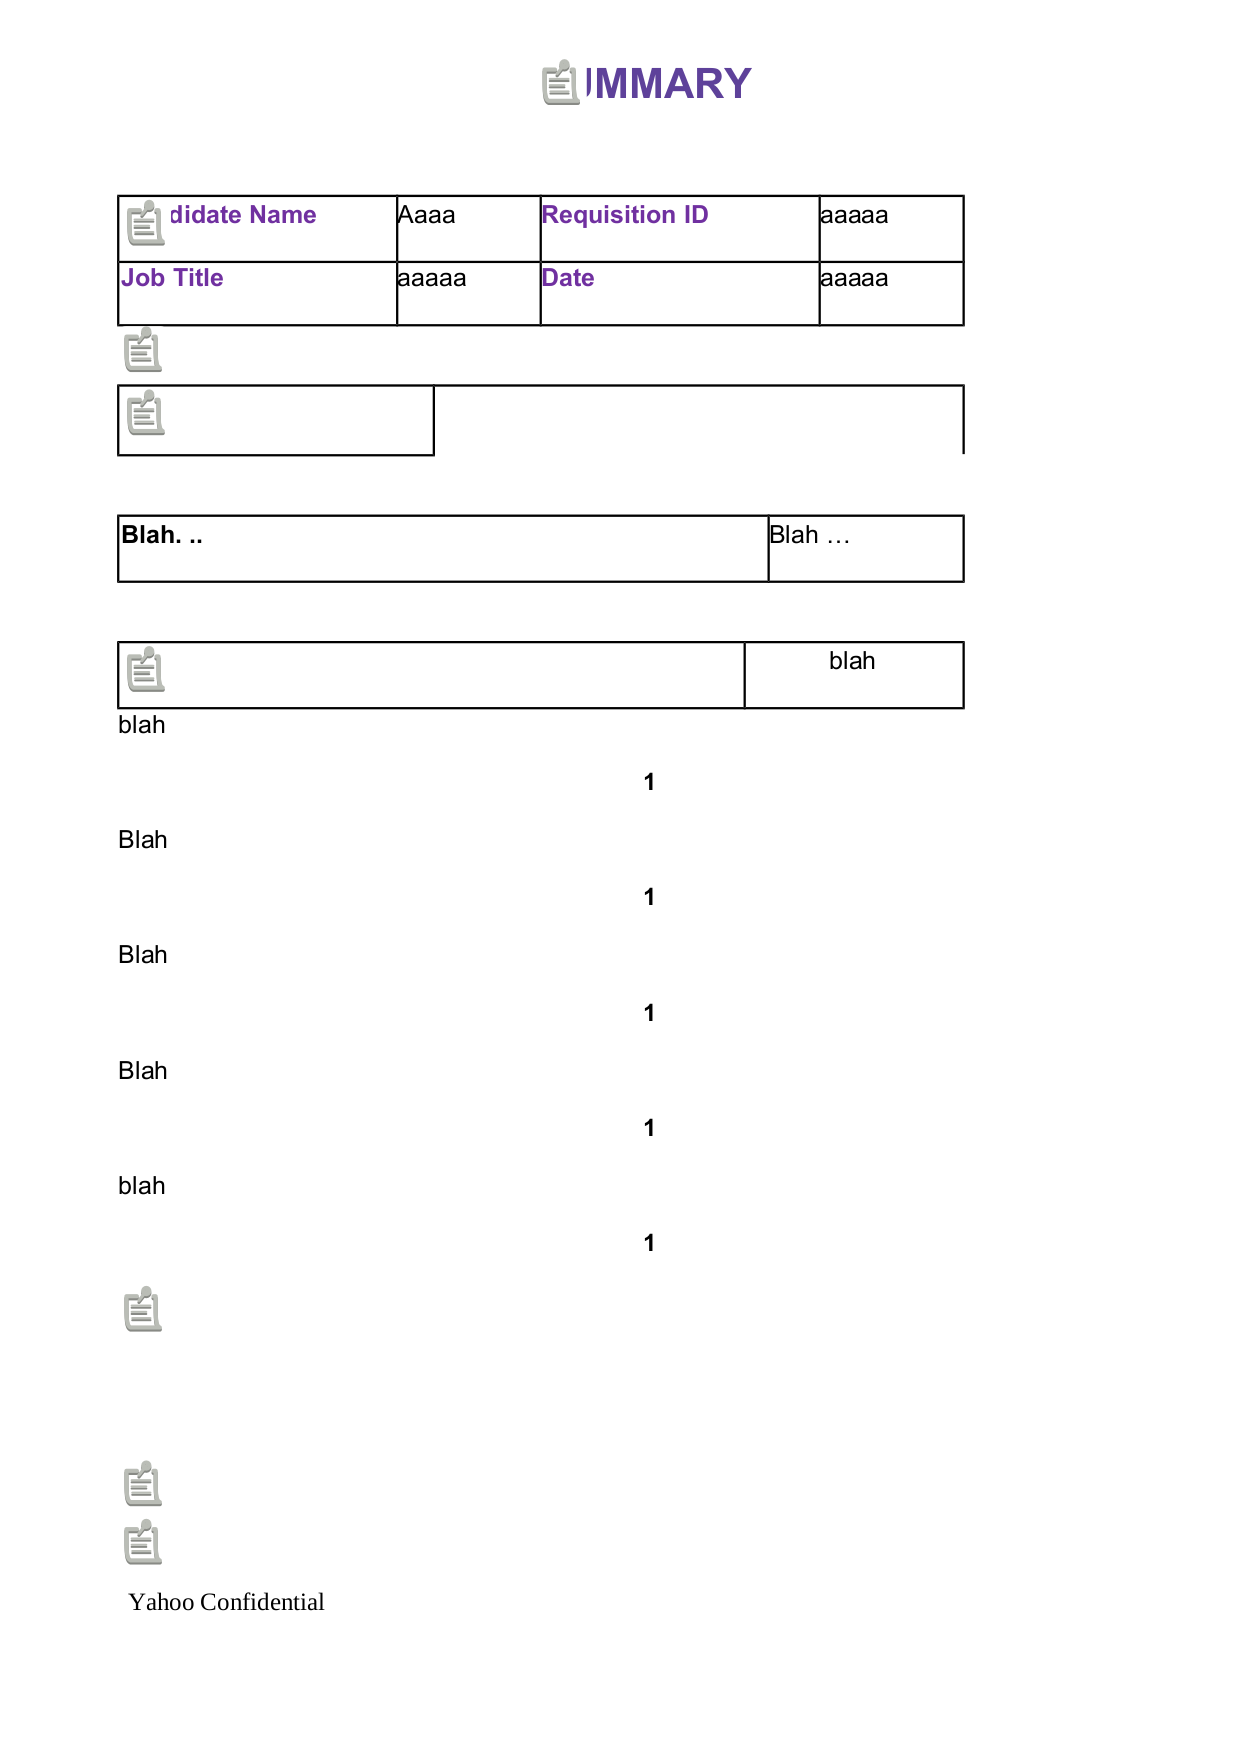 UMMARY
didate Name Aaaa Requisition ID aaaaa
Job Title aaaaa Date aaaaa
Blah. .. Blah …
blah
blah
1
Blah
1
Blah
1
Blah
1
blah
1
Yahoo Confidential